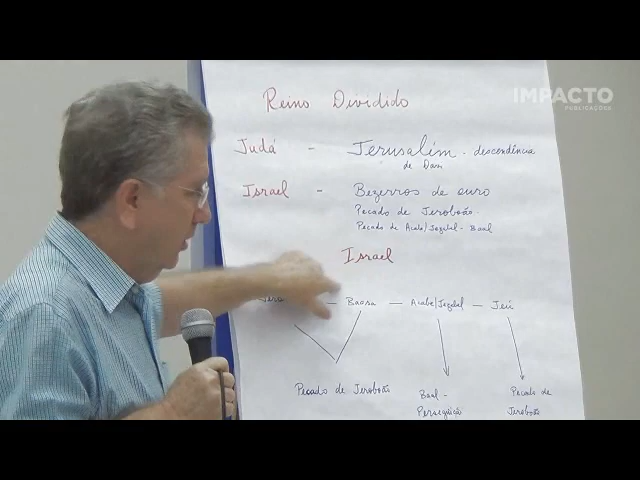 IMPACTO
PUBLICAÇÕES
Reino Dividido
Judá - Jerusalém - descendência
de Davi
Israel - Bezerros de ouro
Pecado de Jeroboão
Pecado de Acabe/Jezabel - Baal
Israel
Jero - Baasa - Acabe/Jezabel - Jeú
Pecado de Jeroboão
Baal -
Perseguição
Pecado de
Jeroboão